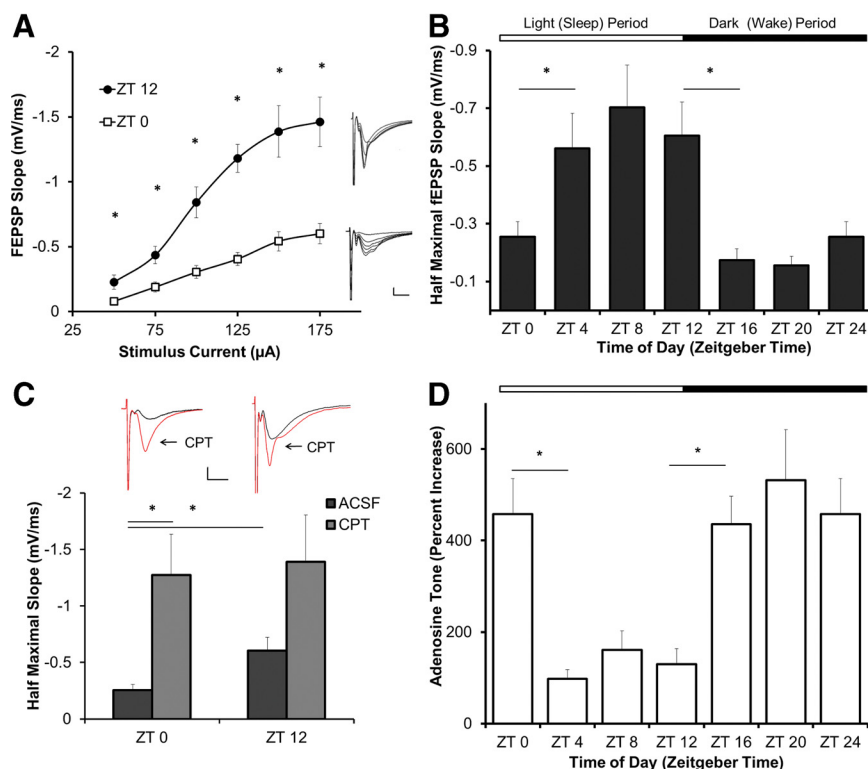 A
FEPSP Slope (mV/ms)
-2
-1.5
-1
-0.5
0
ZT 12
ZT 0
*
*
*
*
*
*
25
75
125
175
Stimulus Current (µA)
B
Light (Sleep) Period
Dark (Wake) Period
Half Maximal fEPSP Slope (mV/ms)
-0.9
-0.7
-0.5
-0.3
-0.1
*
*
ZT 0
ZT 4
ZT 8
ZT 12
ZT 16
ZT 20
ZT 24
Time of Day (Zeitgeber Time)
C
CPT
CPT
Half Maximal Slope (mV/ms)
-2
-1.5
-1
-0.5
0
*
*
ACSF
CPT
ZT 0
ZT 12
D
Adenosine Tone (Percent Increase)
600
400
200
0
*
*
ZT 0
ZT 4
ZT 8
ZT 12
ZT 16
ZT 20
ZT 24
Time of Day (Zeitgeber Time)